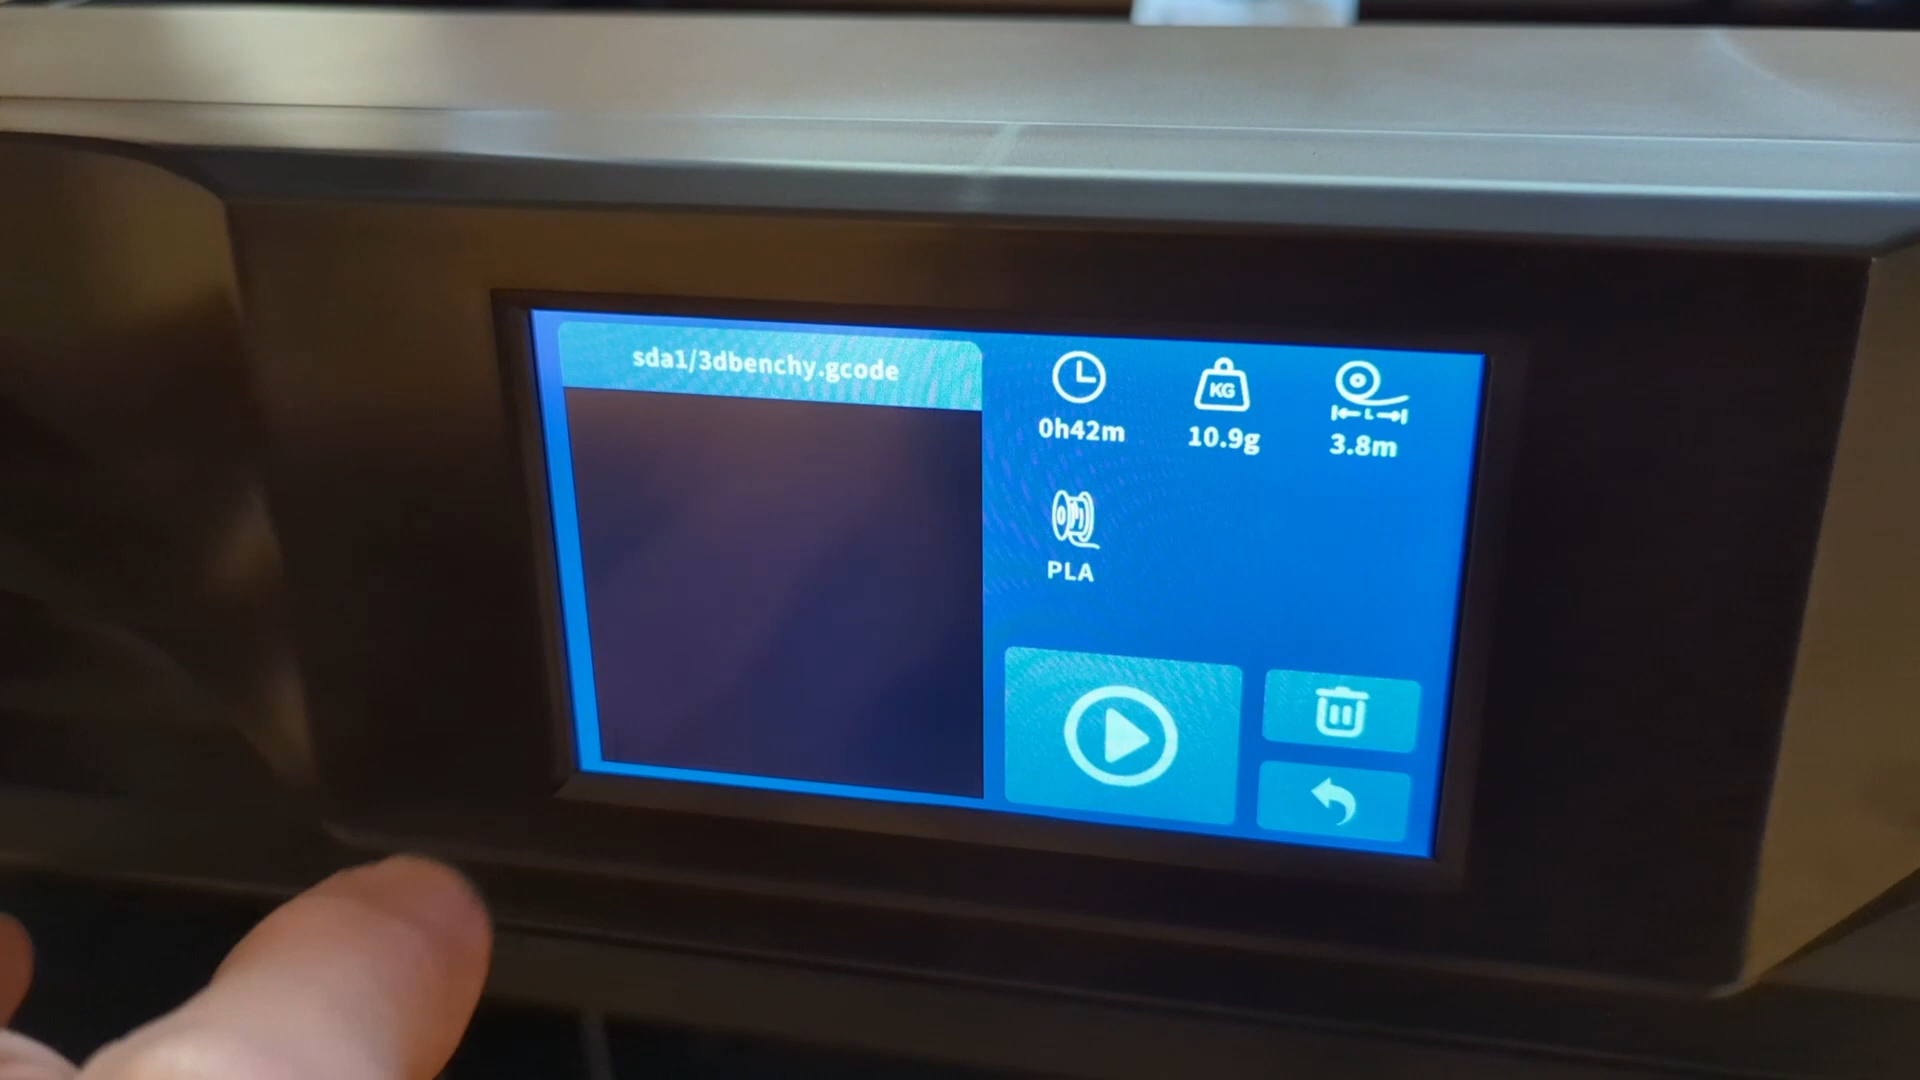 sda1/3dbenchy.gcode
KG
L
0h42m
10.9g
3.8m
PLA